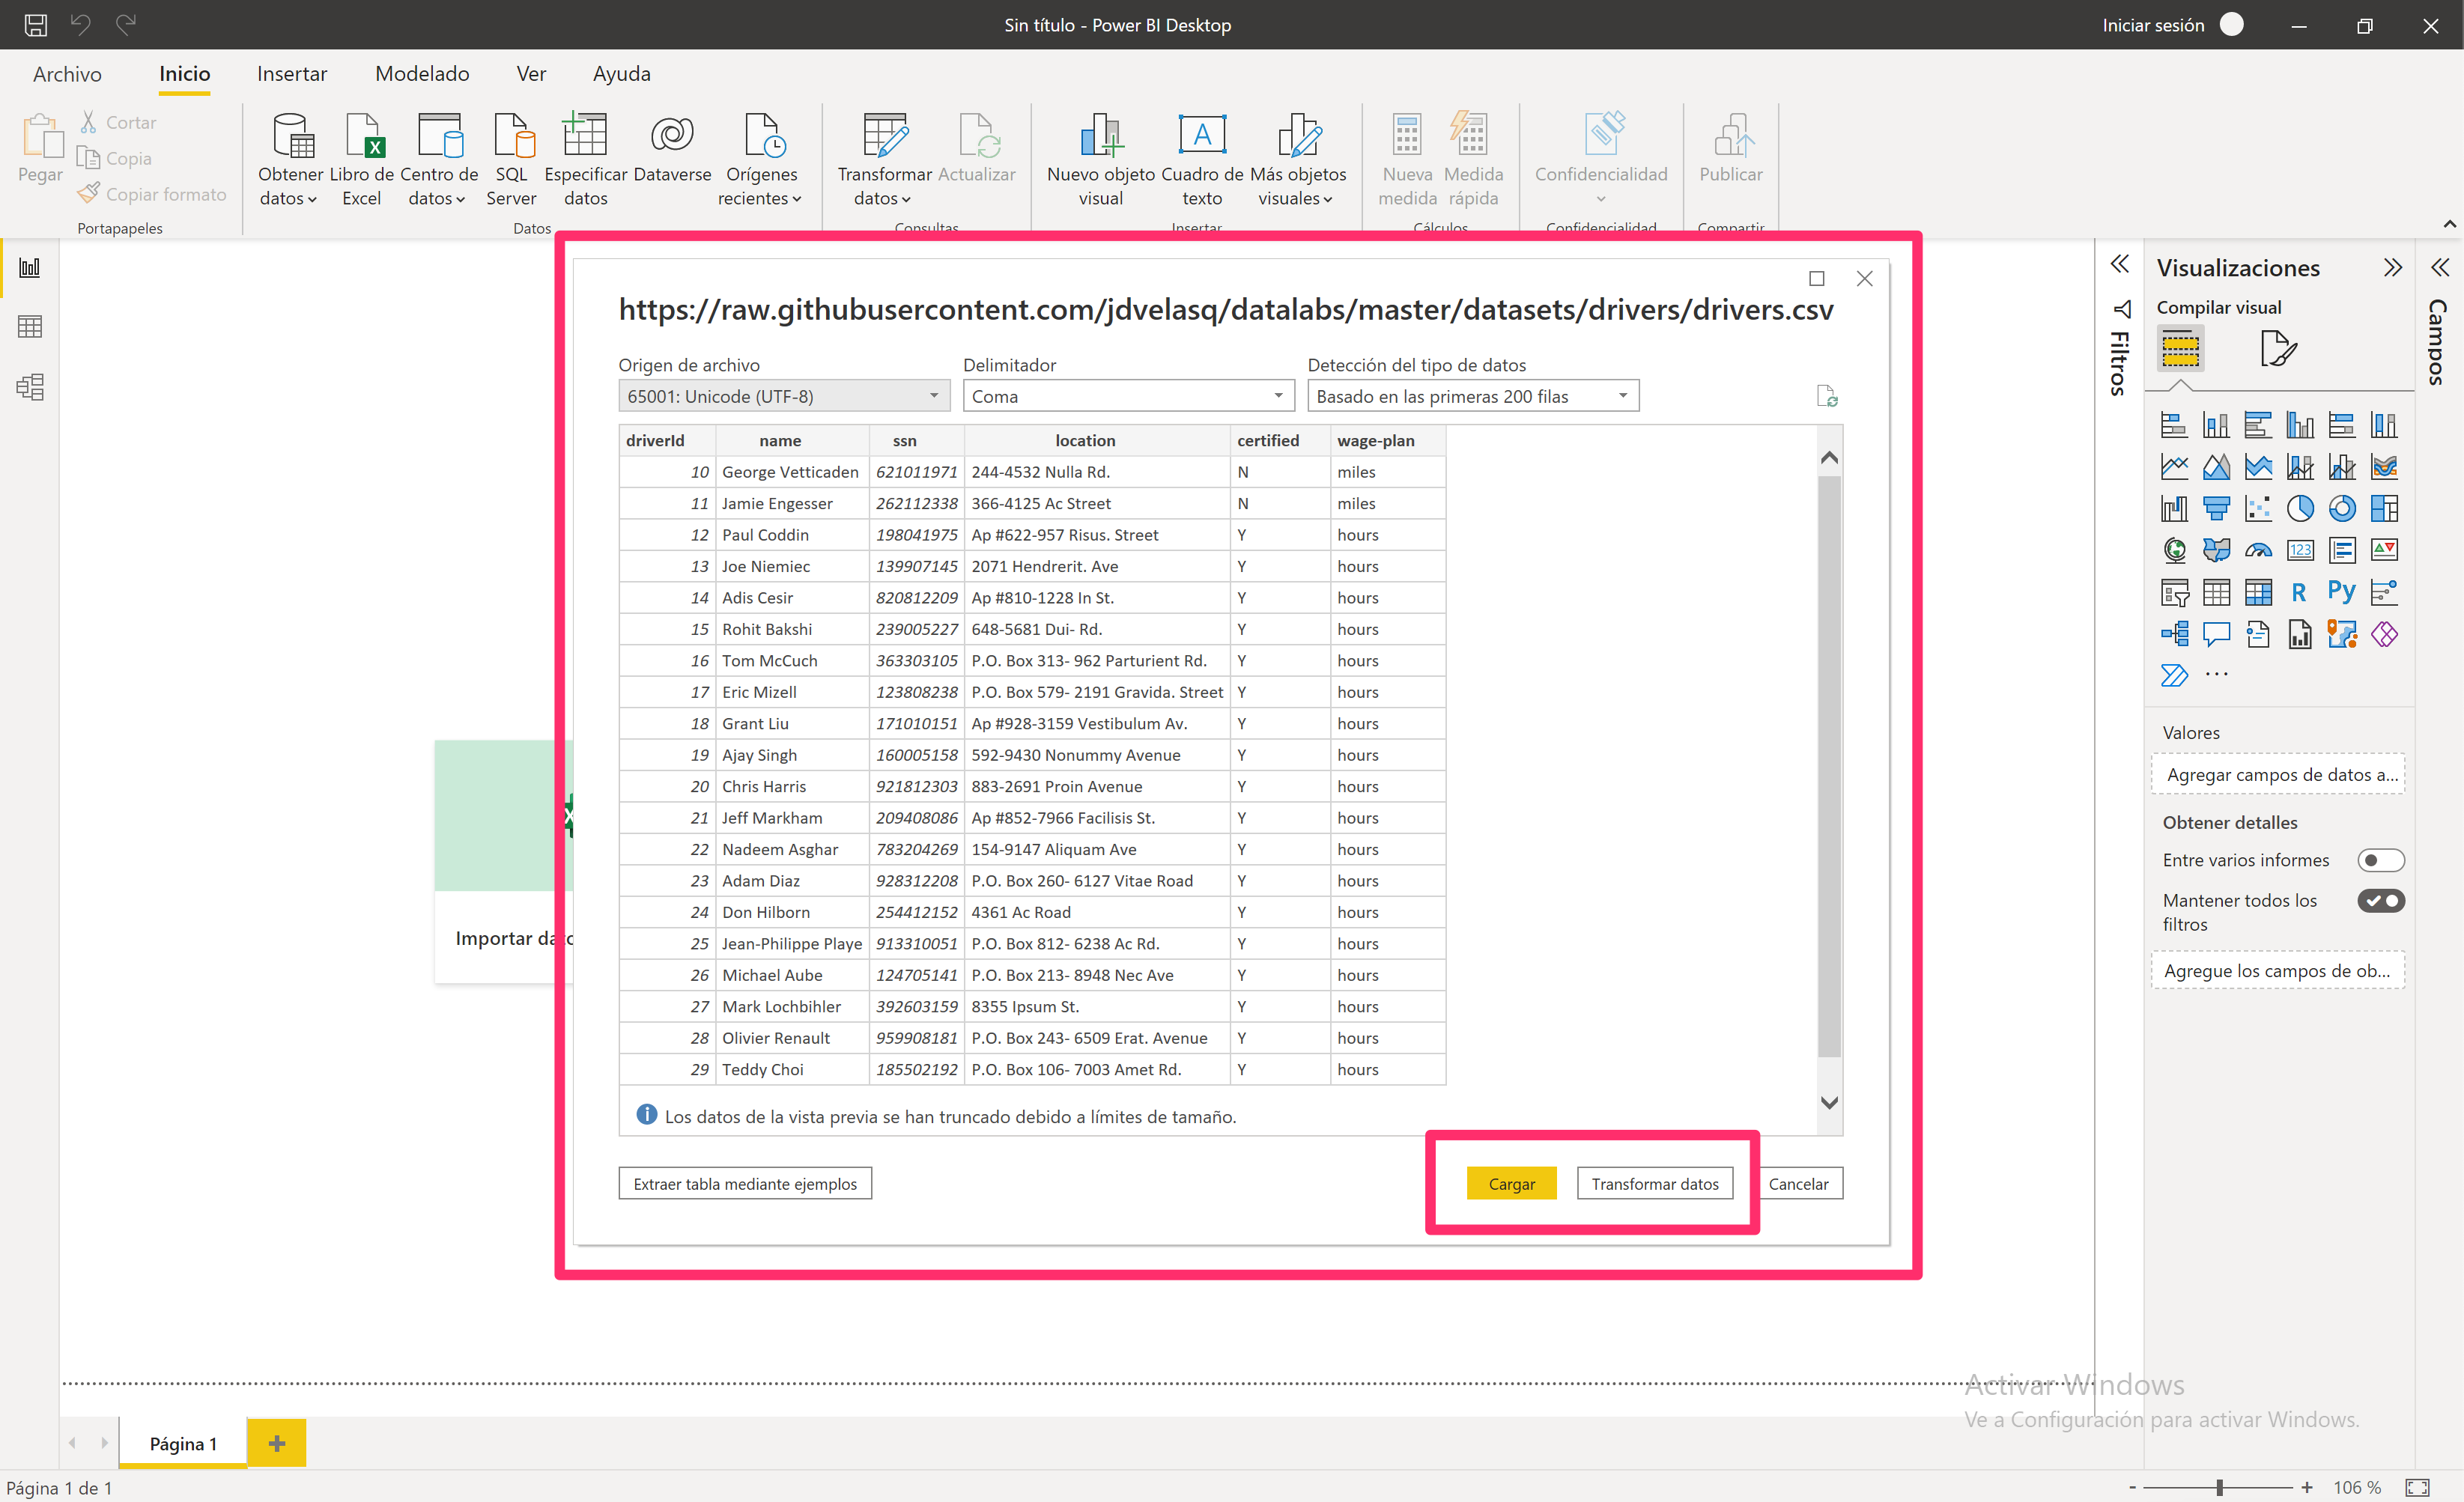 Sin título - Power BI Desktop
Iniciar sesión
Archivo Inicio Insertar Modelado Ver Ayuda
Pegar
Cortar
Copia
Copiar formato
Portapapeles
Obtener datos
Libro de Excel
Centro de datos
SQL Server
Especificar datos
Dataverse
Orígenes recientes
Datos
Transformar datos
Actualizar
Consultas
Nuevo objeto visual
Cuadro de texto
Más objetos visuales
Insertar
Nueva medida
Medida rápida
Cálculos
Confidencialidad
Confidencialidad
Publicar
Compartir
https://raw.githubusercontent.com/jdvelasq/datalabs/master/datasets/drivers/drivers.csv
Origen de archivo Delimitador Detección del tipo de datos
65001: Unicode (UTF-8) Coma Basado en las primeras 200 filas
driverId name ssn location certified wage-plan
10 George Vetticaden 621011971 244-4532 Nulla Rd. N miles
11 Jamie Engesser 262112338 366-4125 Ac Street N miles
12 Paul Coddin 198041975 Ap #622-957 Risus. Street Y hours
13 Joe Niemiec 139907145 2071 Hendrerit. Ave Y hours
14 Adis Cesir 820812209 Ap #810-1228 In St. Y hours
15 Rohit Bakshi 239005227 648-5681 Dui- Rd. Y hours
16 Tom McCuch 363303105 P.O. Box 313- 962 Parturient Rd. Y hours
17 Eric Mizell 123808238 P.O. Box 579- 2191 Gravida. Street Y hours
18 Grant Liu 171010151 Ap #928-3159 Vestibulum Av. Y hours
19 Ajay Singh 160005158 592-9430 Nonummy Avenue Y hours
20 Chris Harris 921812303 883-2691 Proin Avenue Y hours
21 Jeff Markham 209408086 Ap #852-7966 Facilisis St. Y hours
22 Nadeem Asghar 783204269 154-9147 Aliquam Ave Y hours
23 Adam Diaz 928312208 P.O. Box 260- 6127 Vitae Road Y hours
24 Don Hilborn 254412152 4361 Ac Road Y hours
25 Jean-Philippe Playe 913310051 P.O. Box 812- 6238 Ac Rd. Y hours
26 Michael Aube 124705141 P.O. Box 213- 8948 Nec Ave Y hours
27 Mark Lochbihler 392603159 8355 Ipsum St. Y hours
28 Olivier Renault 959908181 P.O. Box 243- 6509 Erat. Avenue Y hours
29 Teddy Choi 185502192 P.O. Box 106- 7003 Amet Rd. Y hours
Los datos de la vista previa se han truncado debido a límites de tamaño.
Extraer tabla mediante ejemplos Cargar Transformar datos Cancelar
Importar
Filtros
Visualizaciones
Compilar visual
123
R Py
Valores
Agregar campos de datos a...
Obtener detalles
Entre varios informes
Mantener todos los
filtros
Agregue los campos de ob...
Campos
Activar Windows
Ve a Configuración para activar Windows.
Página 1
Página 1 de 1
- + 106 %